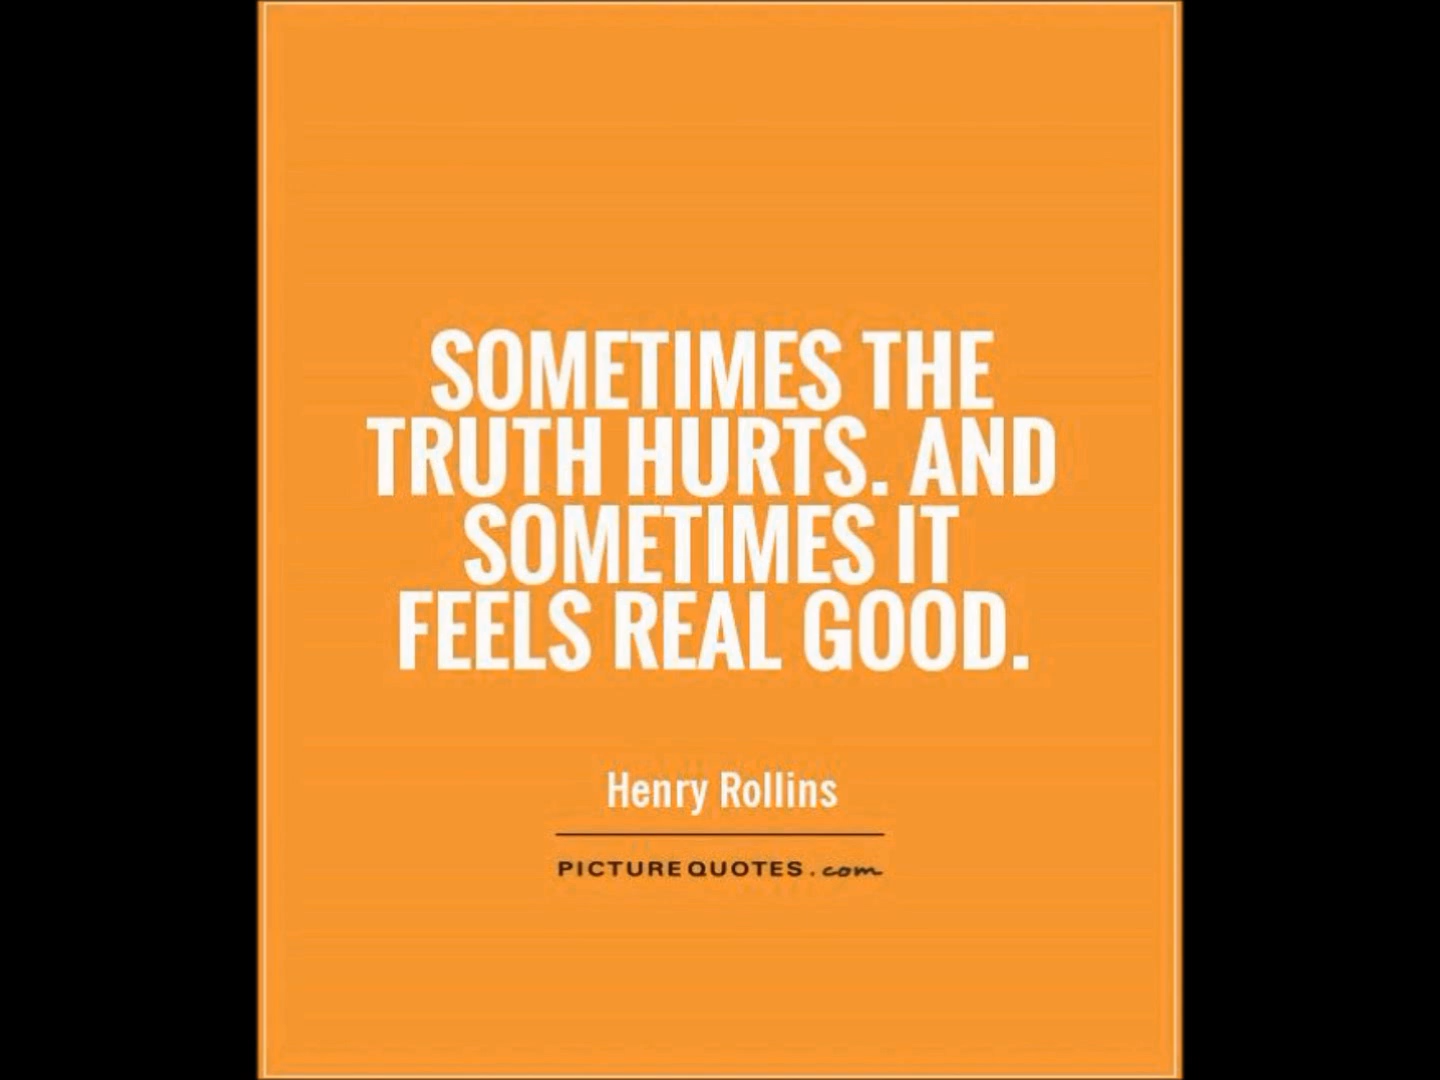 SOMETIMES THE
TRUTH HURTS. AND
SOMETIMES IT
FEELS REAL GOOD.
Henry Rollins
PICTUREQUOTES.com